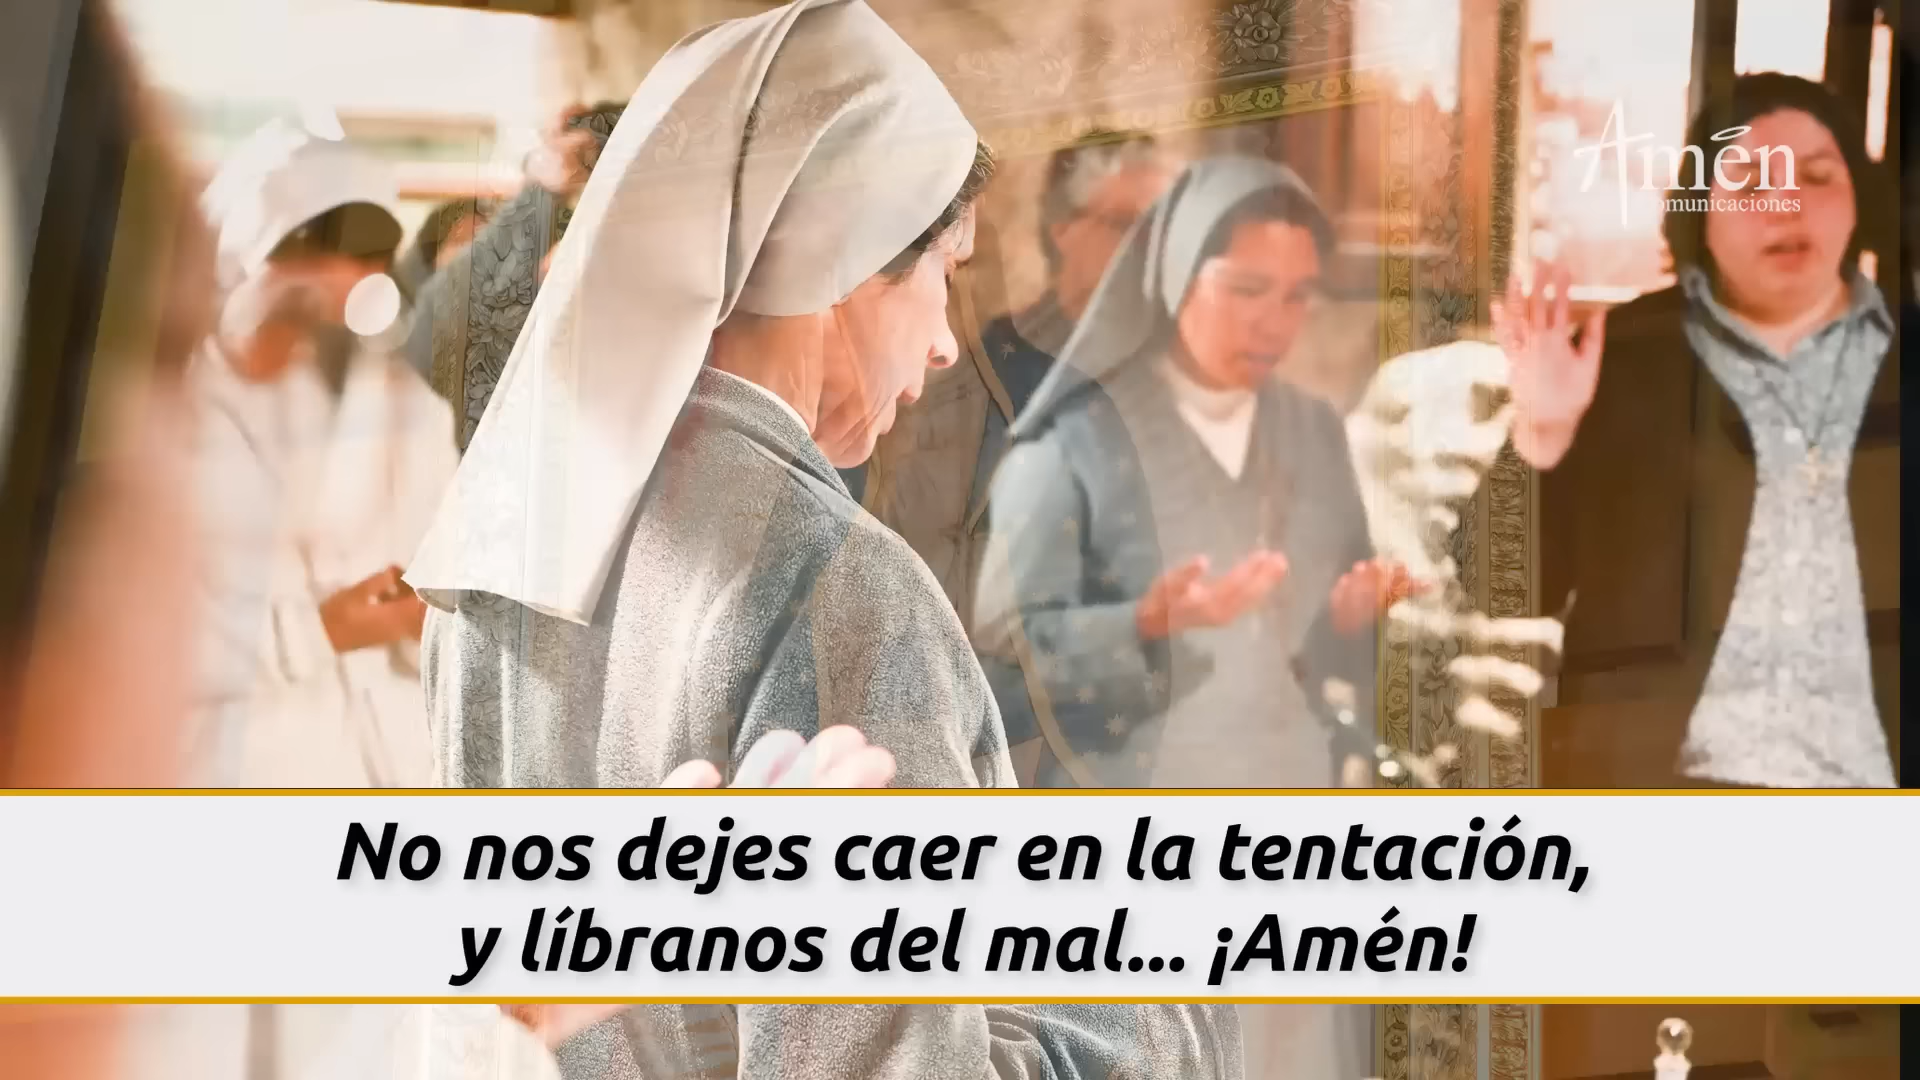 Amén
omunicaciones
No nos dejes caer en la tentación,
y líbranos del mal... ¡Amén!